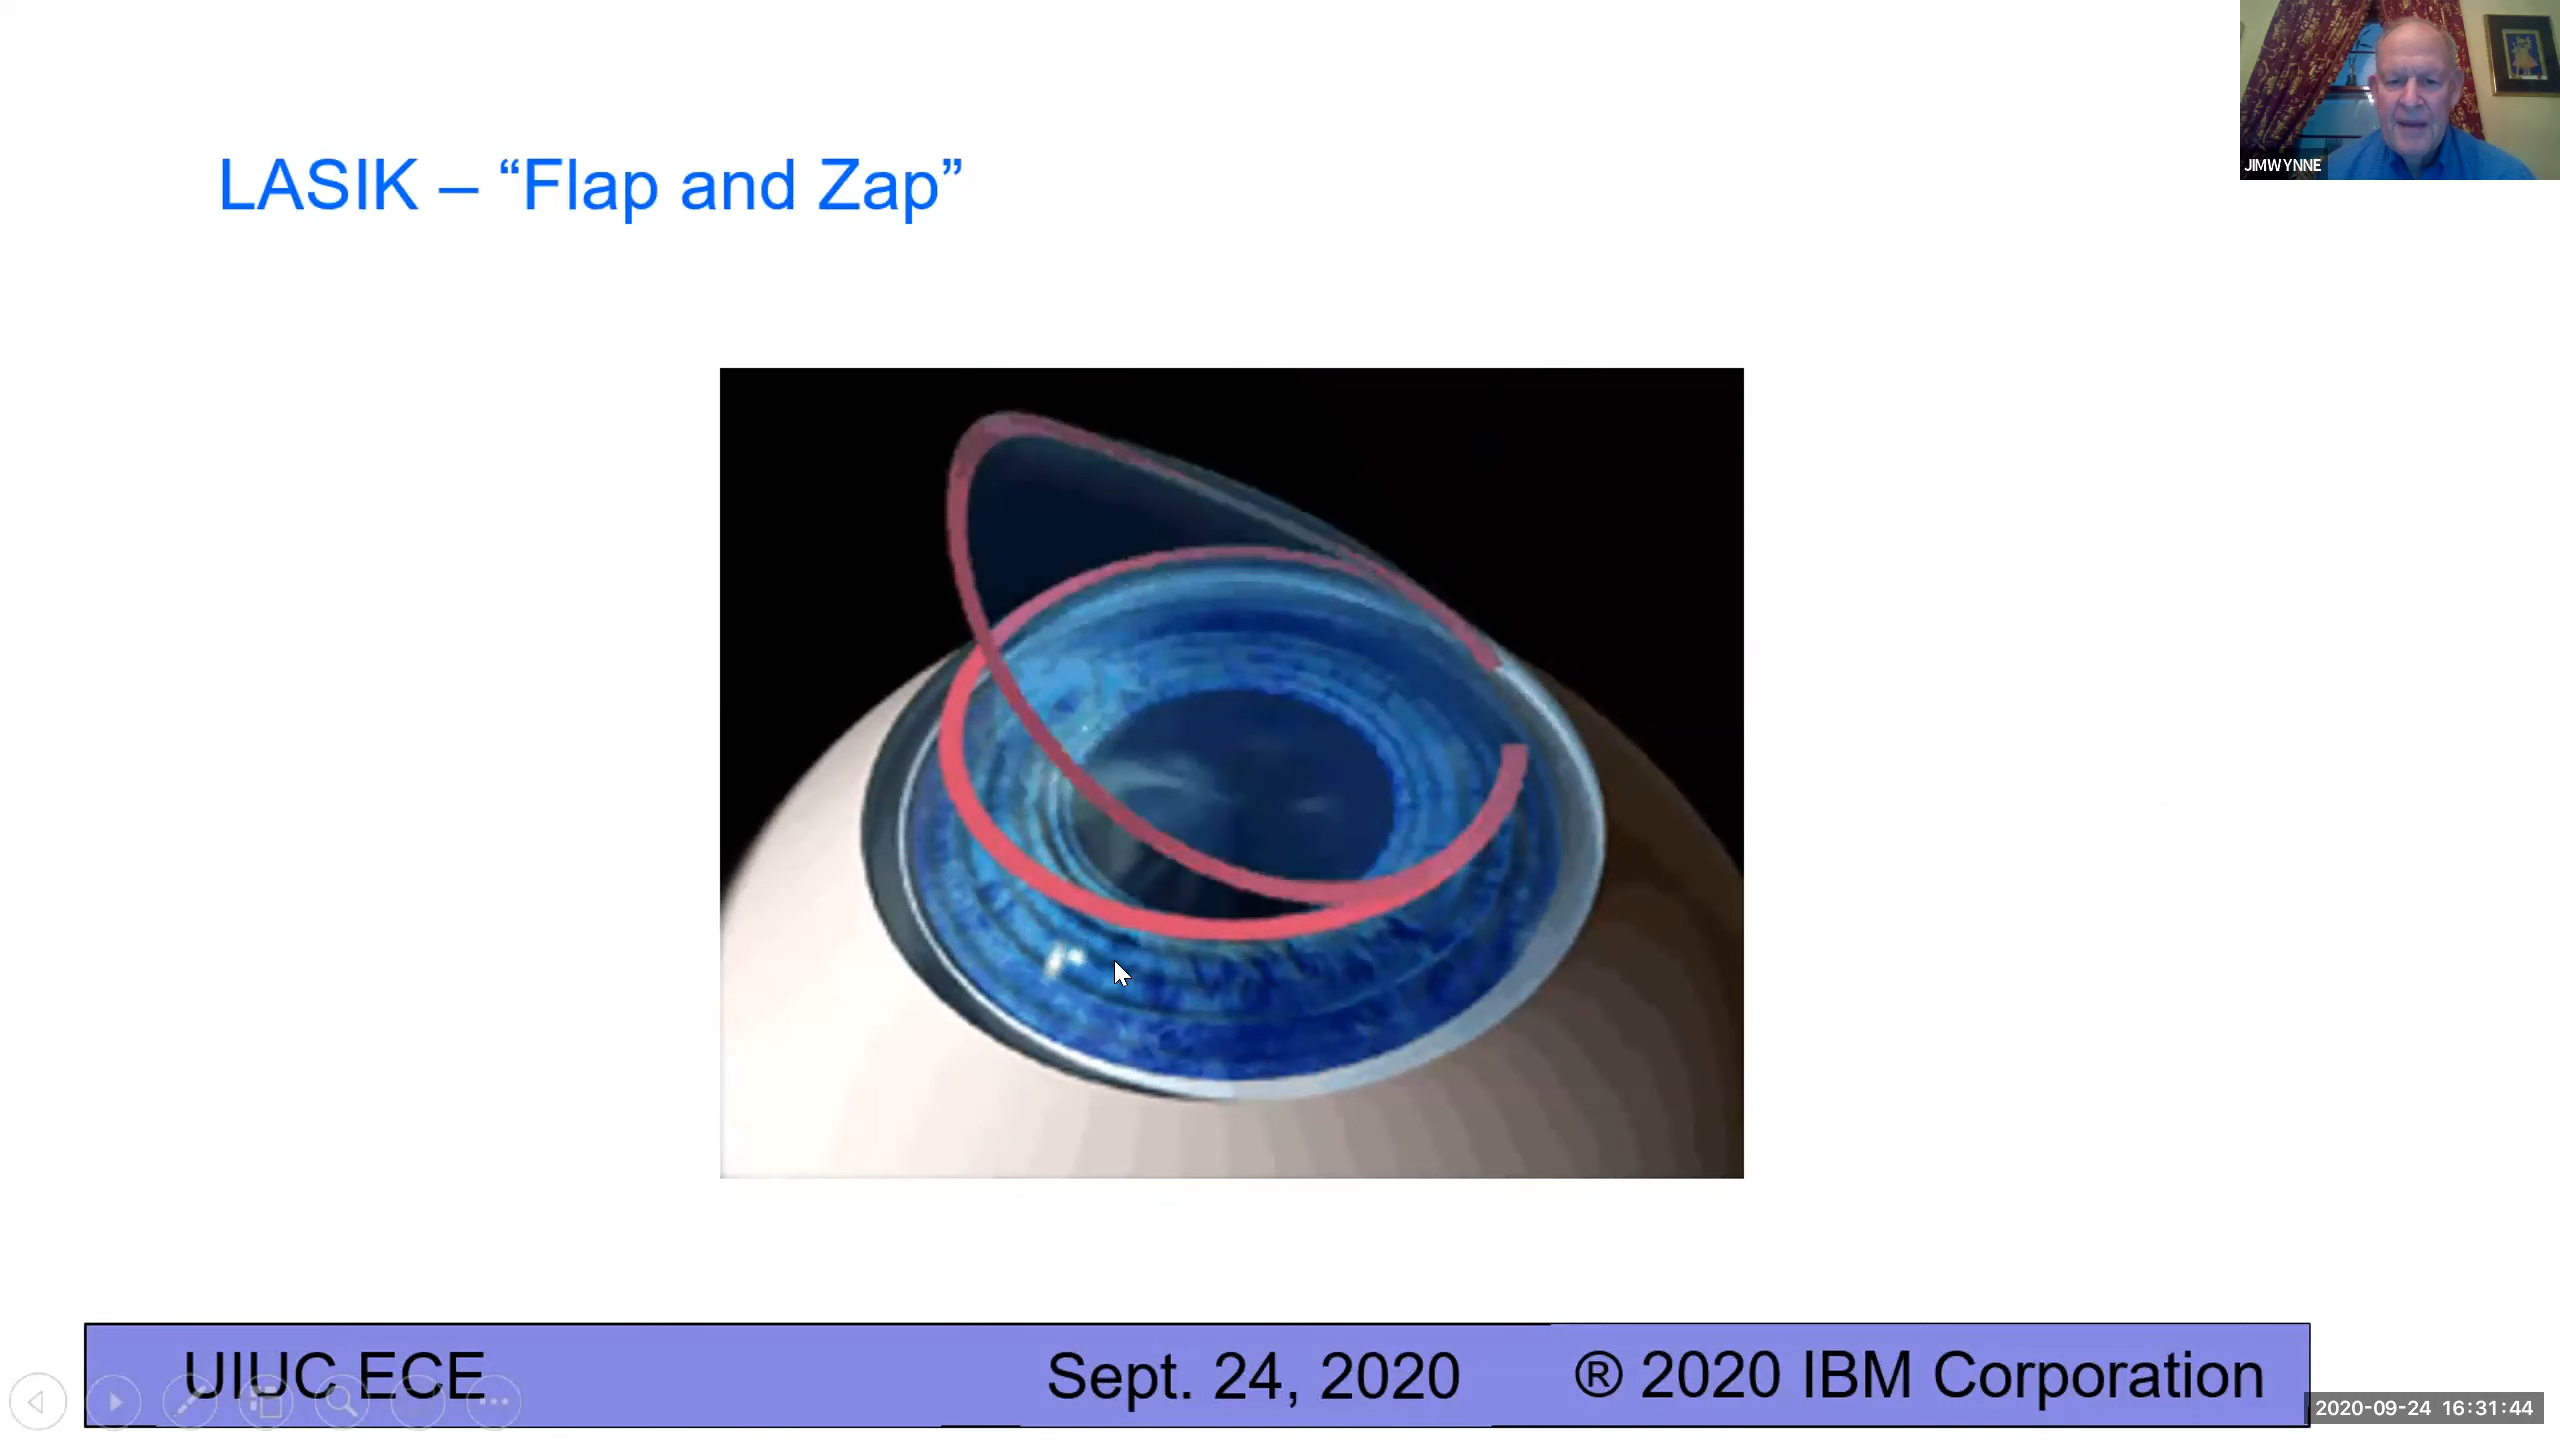 JIMWYNNE
LASIK – “Flap and Zap”
UIUC ECE
Sept. 24, 2020
® 2020 IBM Corporation
2020-09-24 16:31:44